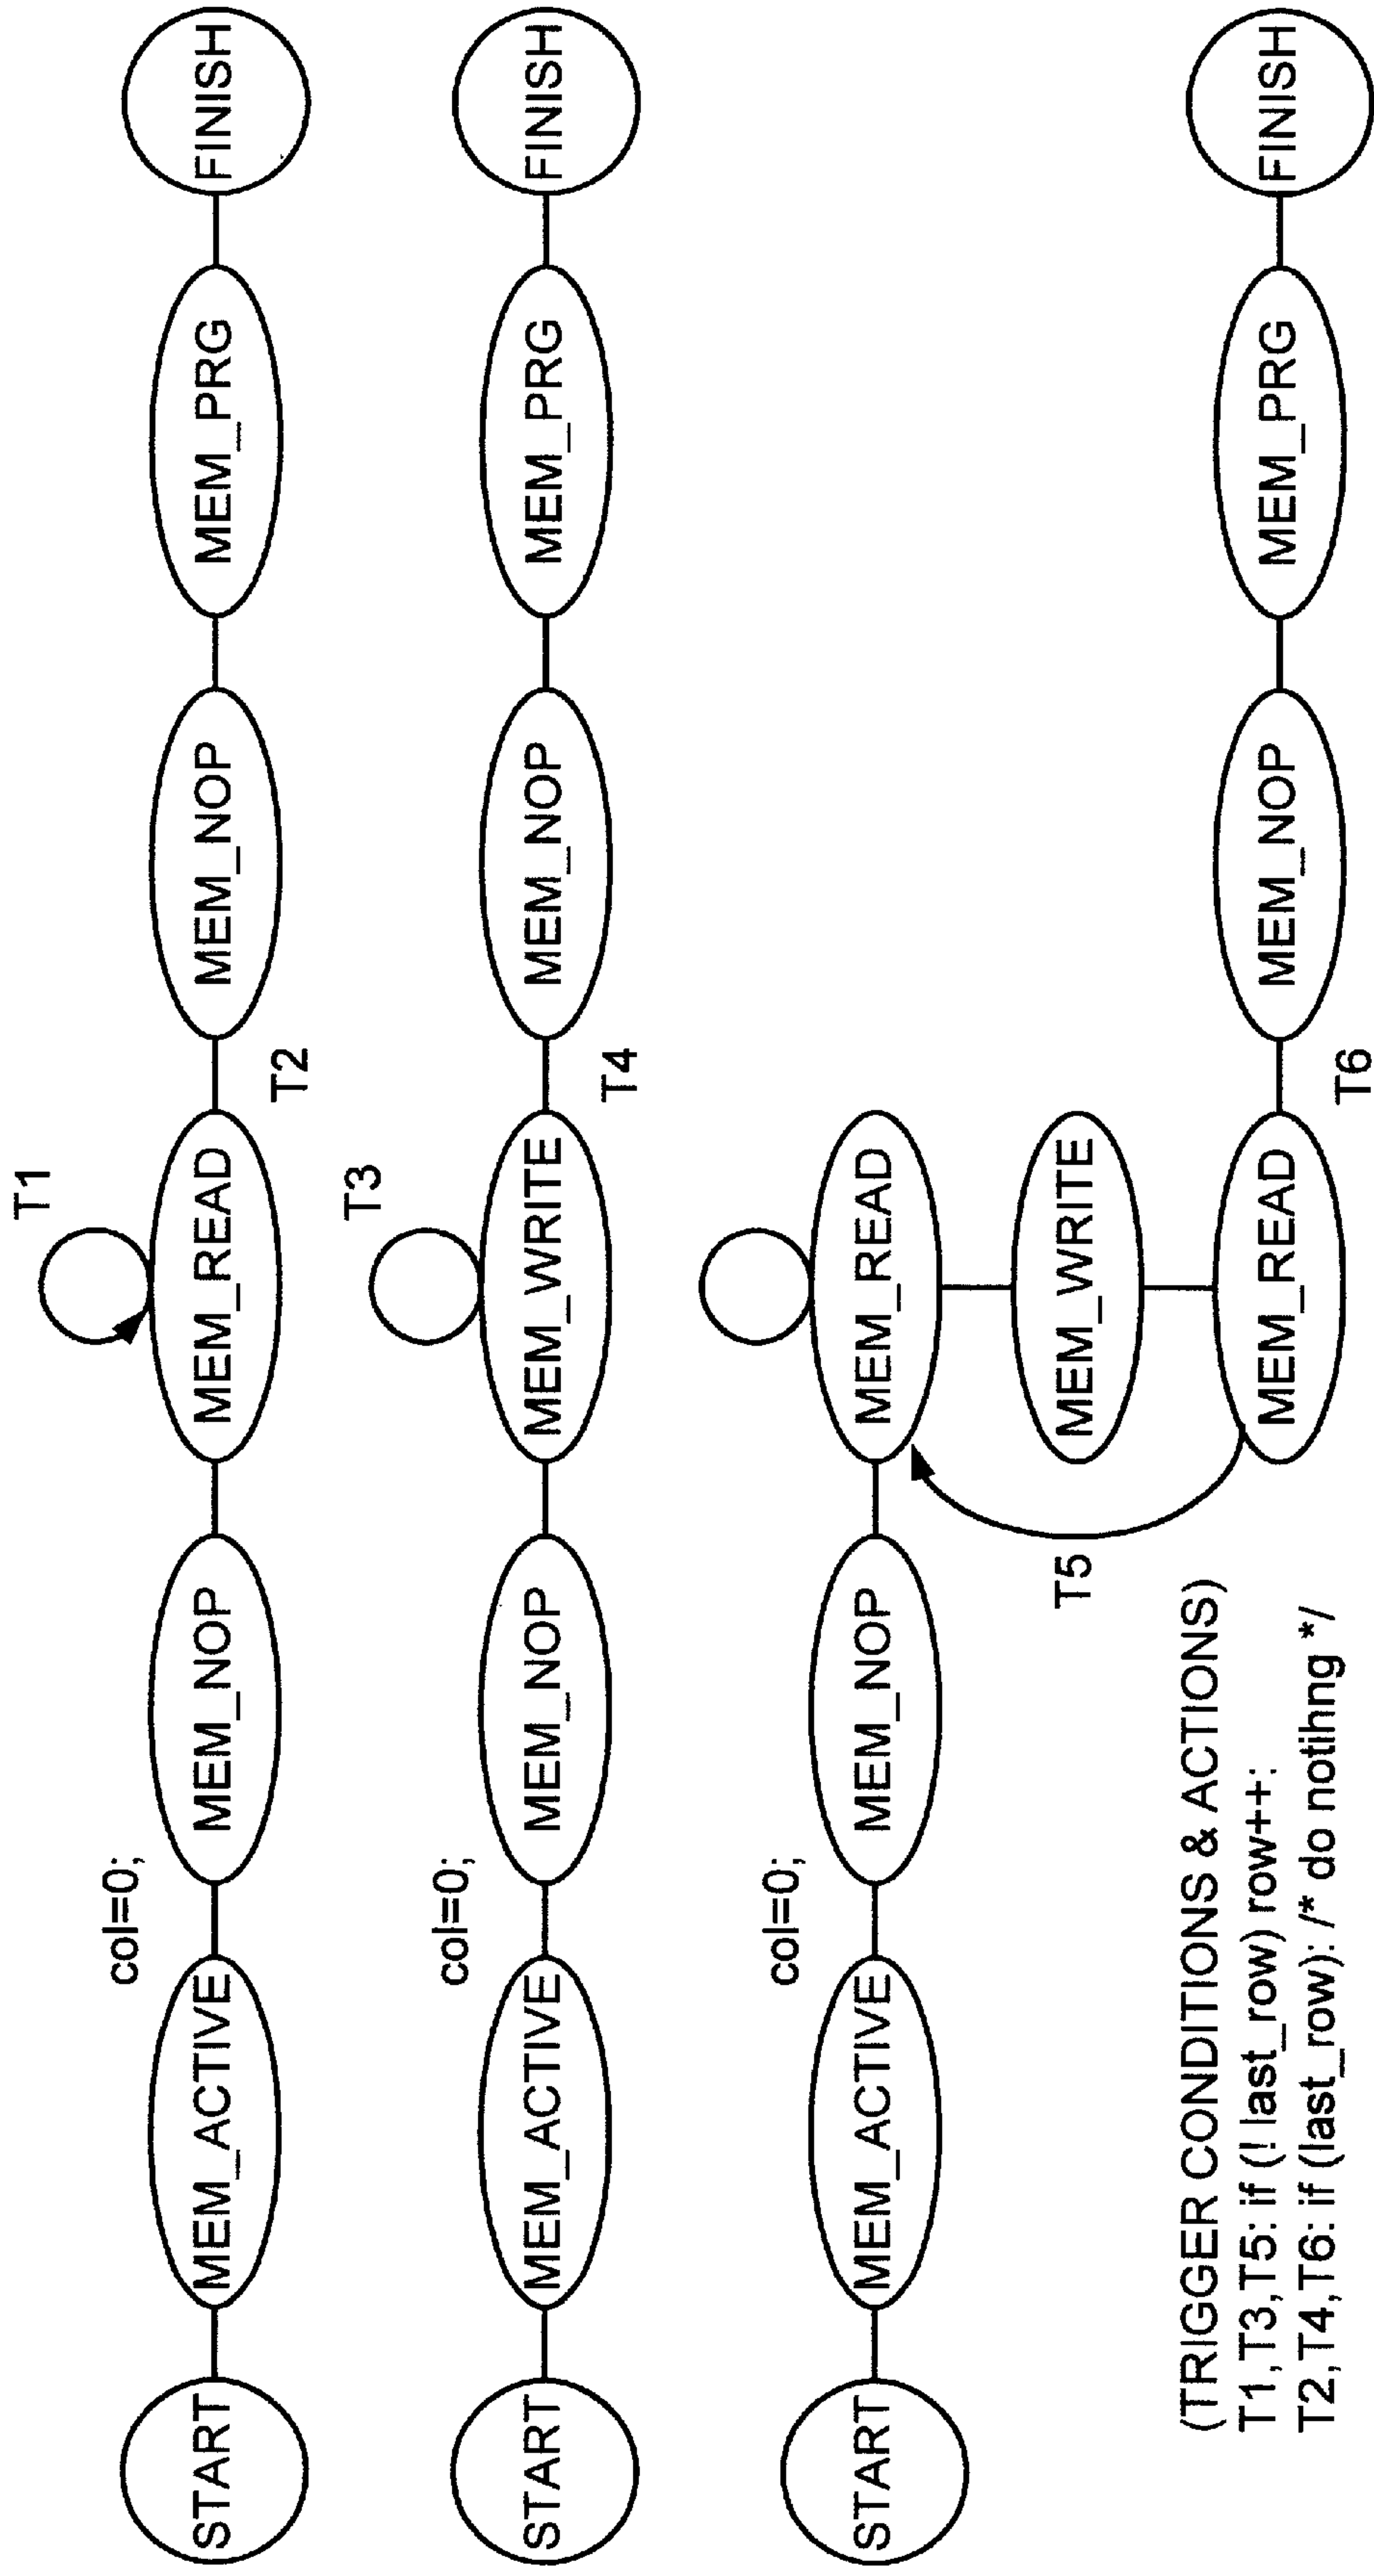 T1
col=0;
START MEM_ACTIVE MEM_NOP MEM_READ MEM_NOP MEM_PRG FINISH
T2
T3
col=0;
START MEM_ACTIVE MEM_NOP MEM_WRITE MEM_NOP MEM_PRG FINISH
T4
col=0;
START MEM_ACTIVE MEM_NOP MEM_READ
T5
MEM_WRITE
MEM_READ MEM_NOP MEM_PRG FINISH
T6
(TRIGGER CONDITIONS & ACTIONS)
T1,T3,T5: if (! last_row) row++:
T2,T4,T6: if (last_row): /* do notihng */